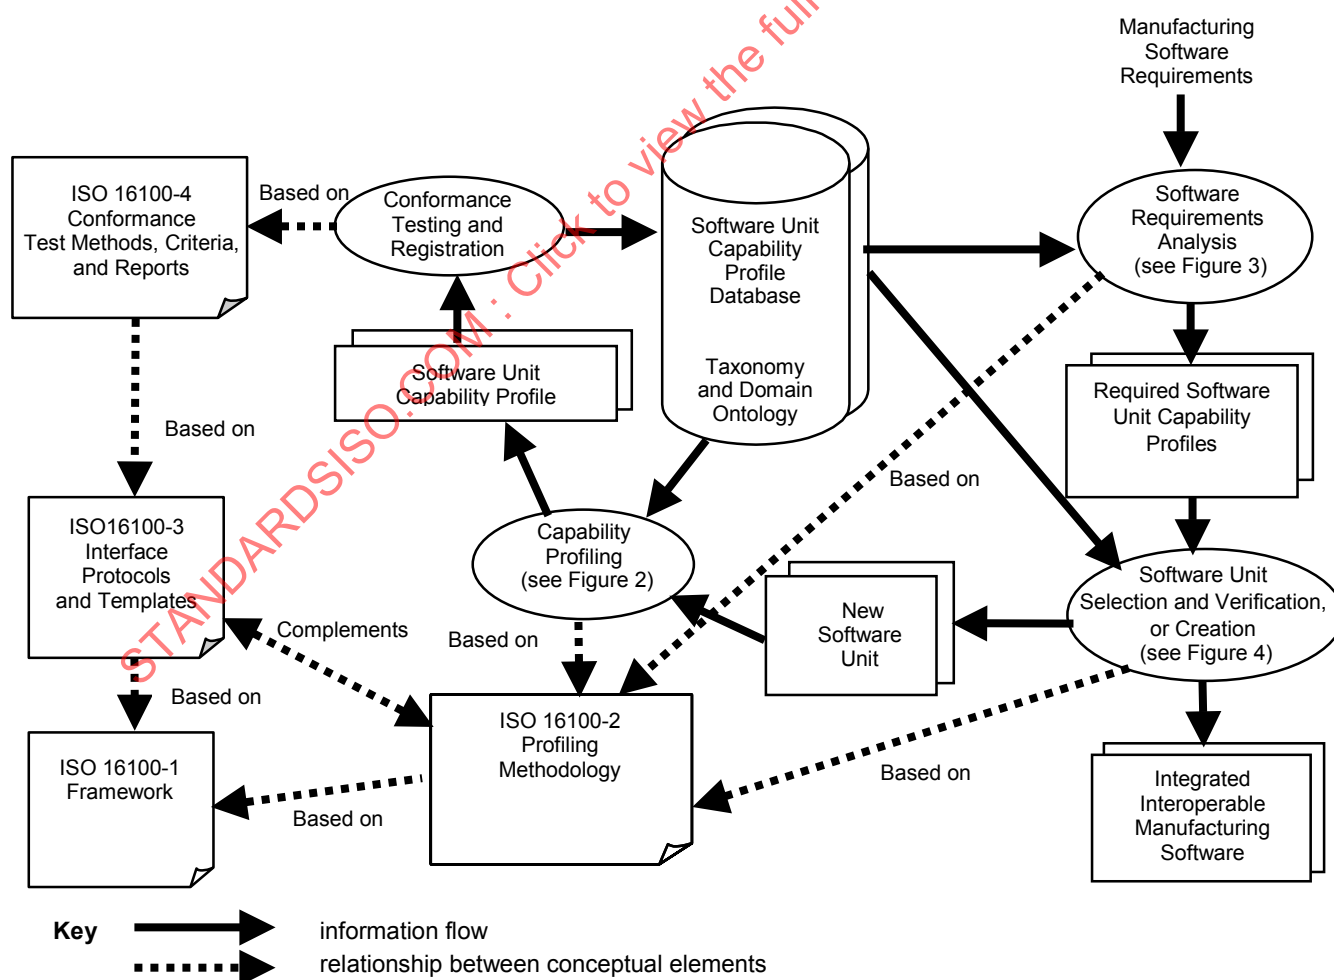 Manufacturing
Software
Requirements
ISO 16100-4
Conformance
Test Methods, Criteria,
and Reports
Based on
Conformance
Testing and
Registration
Software Unit
Capability
Profile
Database
Taxonomy
and Domain
Ontology
Software
Requirements
Analysis
(see Figure 3)
Software Unit
Capability Profile
Required Software
Unit Capability
Profiles
Based on
Based on
ISO16100-3
Interface
Protocols
and Templates
Capability
Profiling
(see Figure 2)
Software Unit
Selection and Verification,
or Creation
(see Figure 4)
New
Software
Unit
Complements
Based on
Based on
ISO 16100-2
Profiling
Methodology
ISO 16100-1
Framework
Based on
Based on
Integrated
Interoperable
Manufacturing
Software
Key
information flow
relationship between conceptual elements
STANDARDSISO.COM : Click to view the full